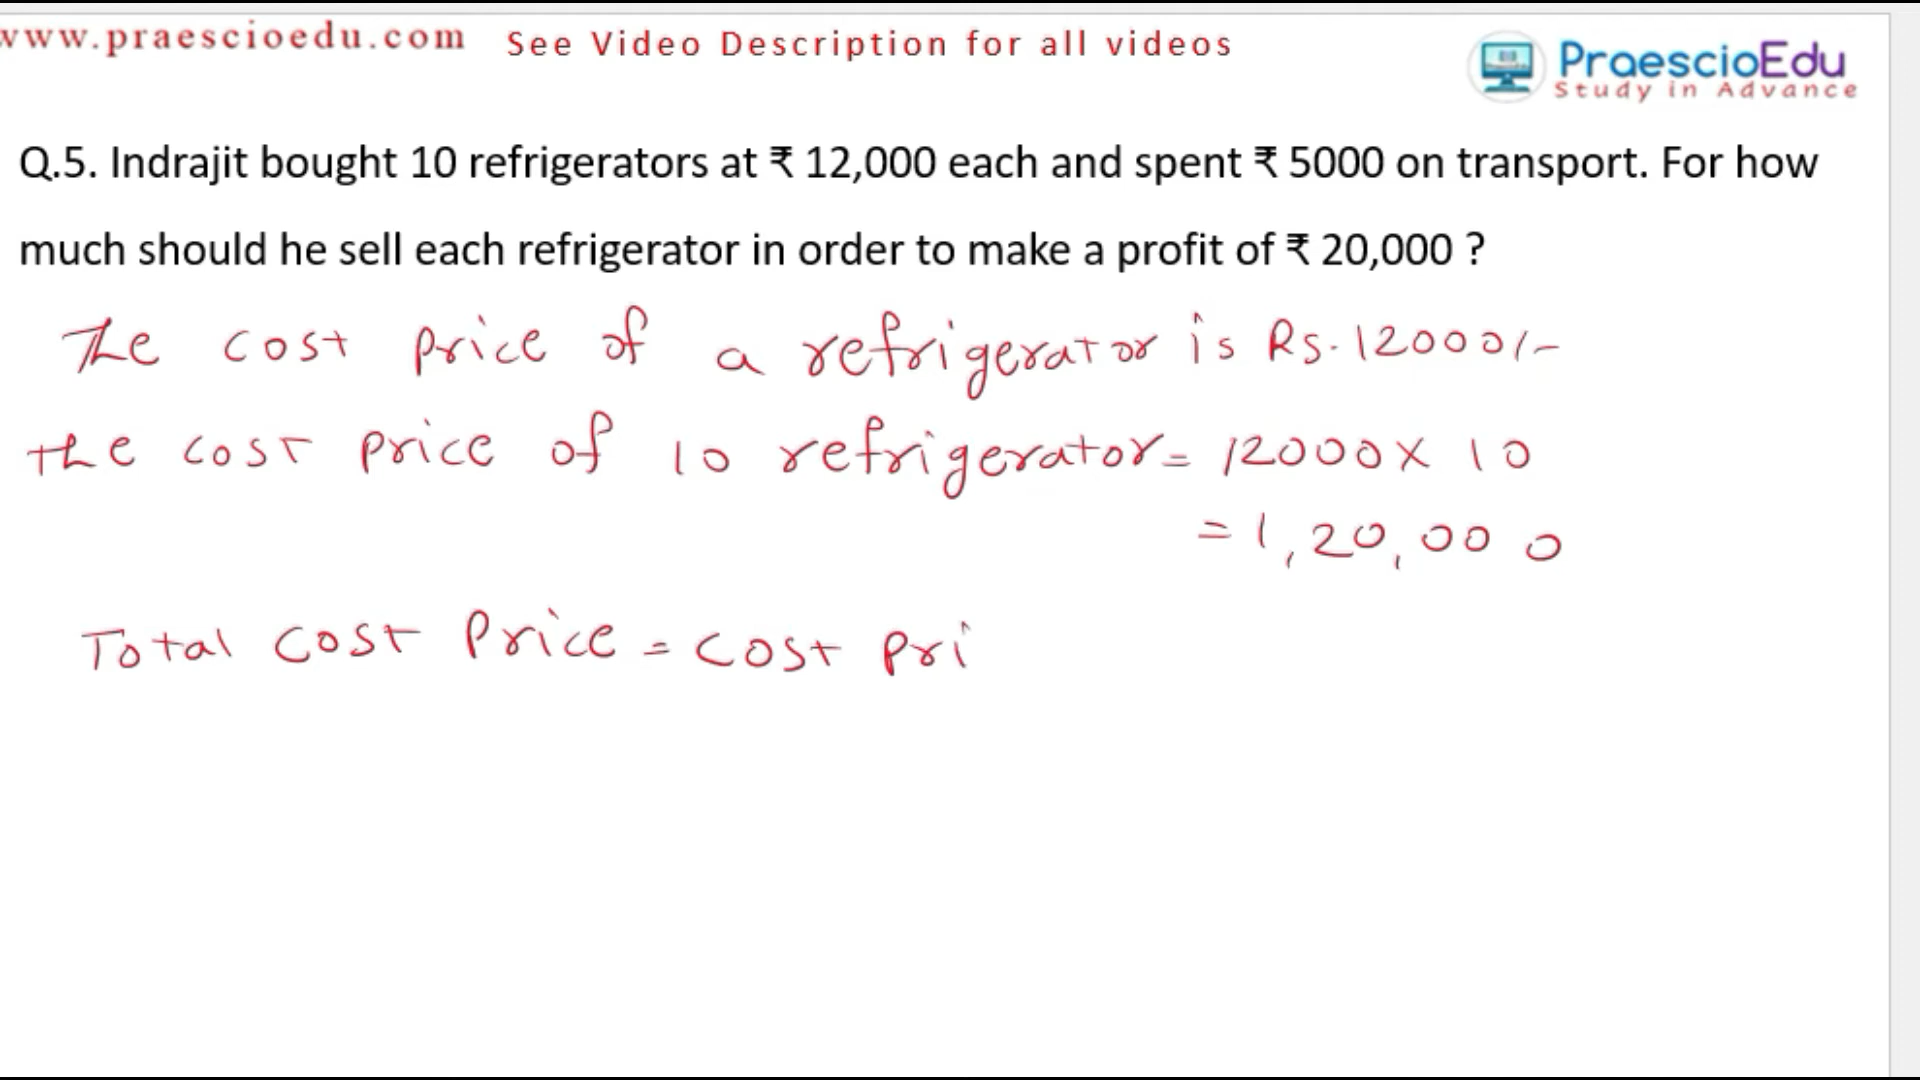 www.praescioedu.com See Video Description for all videos
PraescioEdu
Study in Advance
Q.5. Indrajit bought 10 refrigerators at ₹ 12,000 each and spent ₹ 5000 on transport. For how
much should he sell each refrigerator in order to make a profit of ₹ 20,000 ?
The cost price of a refrigerator is Rs. 12000/-
the cost price of 10 refrigerator = 12000 x 10
= 1,20,000
Total cost Price = cost pri